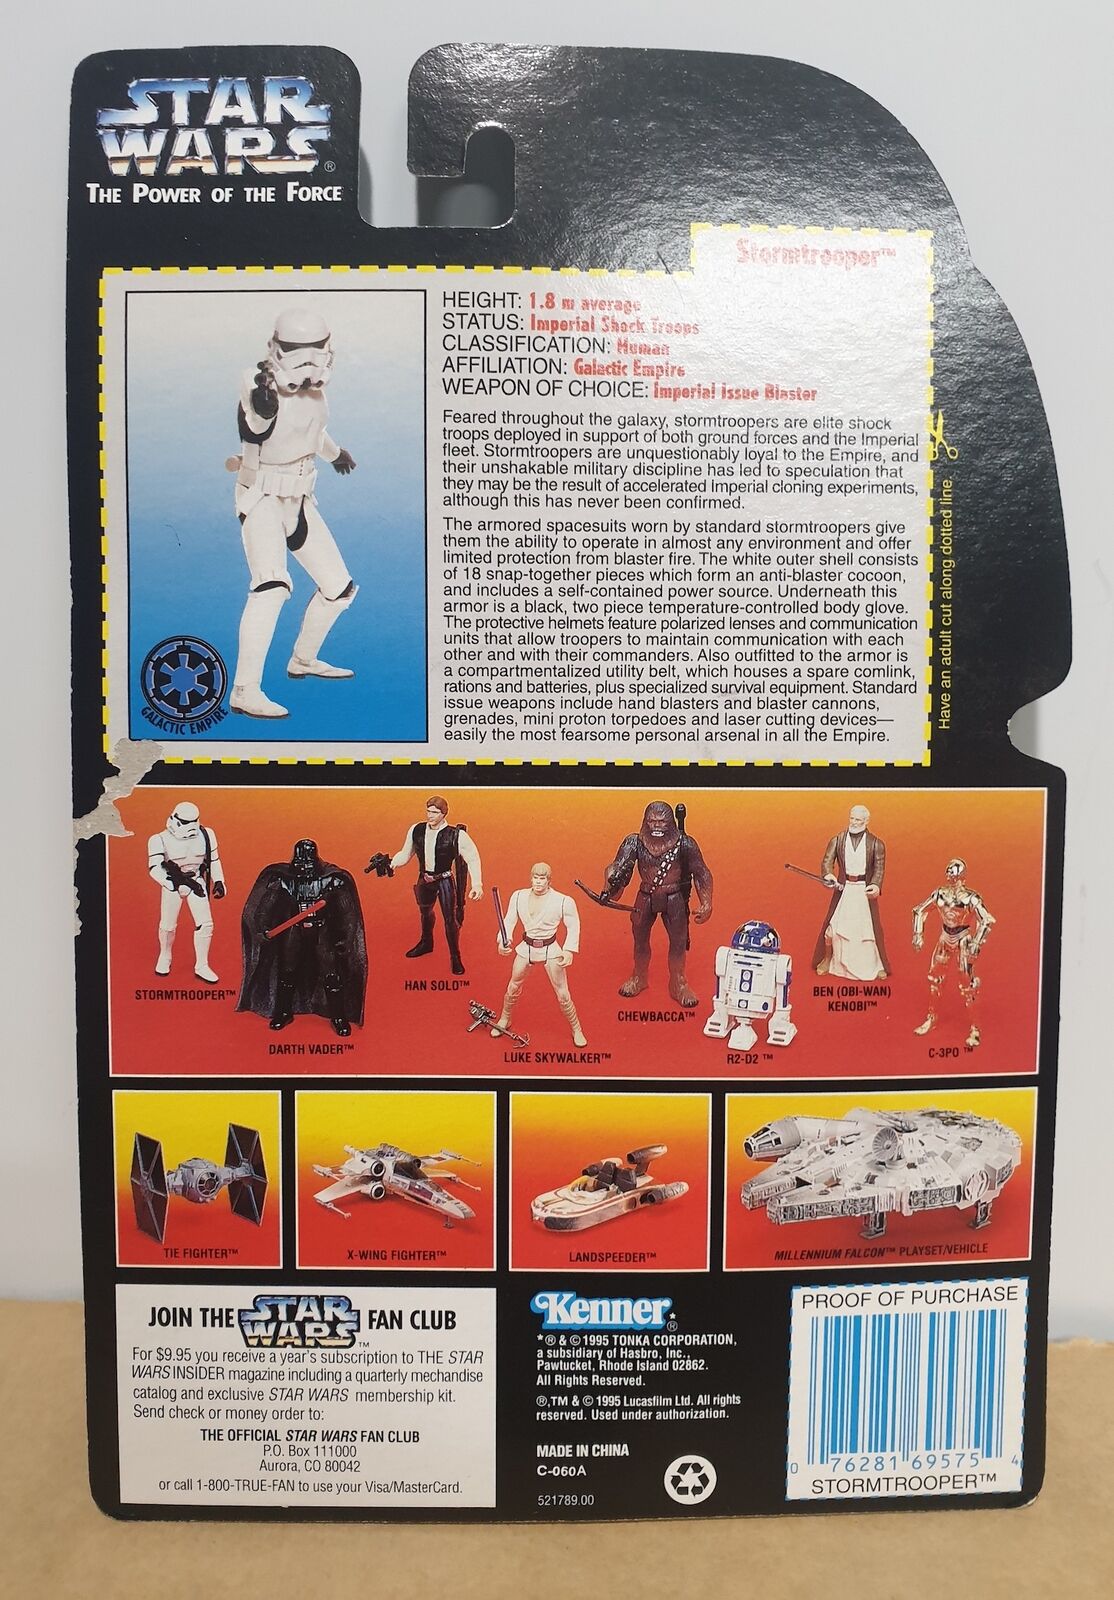 STAR
WARS®
THE POWER OF THE FORCE
Stormtrooper™
HEIGHT: 1.8 m average
STATUS: Imperial Shock Troops
CLASSIFICATION: Human
AFFILIATION: Galactic Empire
WEAPON OF CHOICE: Imperial Issue Blaster
Feared throughout the galaxy, stormtroopers are elite shock
troops deployed in support of both ground forces and the Imperial
fleet. Stormtroopers are unquestionably loyal to the Empire, and
their unshakable military discipline has led to speculation that
they may be the result of accelerated Imperial cloning experiments,
although this has never been confirmed.
The armored spacesuits worn by standard stormtroopers give
them the ability to operate in almost any environment and offer
limited protection from blaster fire. The white outer shell consists
of 18 snap-together pieces which form an anti-blaster cocoon,
and includes a self-contained power source. Underneath this
armor is a black, two piece temperature-controlled body glove.
The protective helmets feature polarized lenses and communication
units that allow troopers to maintain communication with each
other and with their commanders. Also outfitted to the armor is
a compartmentalized utility belt, which houses a spare comlink,
rations and batteries, plus specialized survival equipment. Standard
issue weapons include hand blasters and blaster cannons,
grenades, mini proton torpedoes and laser cutting devices—
easily the most fearsome personal arsenal in all the Empire.
GALACTIC EMPIRE
Have an adult cut along dotted line.
STORMTROOPER™
DARTH VADER™
HAN SOLO™
LUKE SKYWALKER™
CHEWBACCA™
R2-D2 ™
BEN (OBI-WAN)
KENOBI™
C-3PO ™
TIE FIGHTER™
X-WING FIGHTER™
LANDSPEEDER™
MILLENNIUM FALCON™ PLAYSET/VEHICLE
JOIN THE STAR WARS™ FAN CLUB
For $9.95 you receive a year's subscription to THE STAR
WARS INSIDER magazine including a quarterly merchandise
catalog and exclusive STAR WARS membership kit.
Send check or money order to:
THE OFFICIAL STAR WARS FAN CLUB
P.O. Box 111000
Aurora, CO 80042
or call 1-800-TRUE-FAN to use your Visa/MasterCard.
Kenner*®
*® & © 1995 TONKA CORPORATION,
a subsidiary of Hasbro, Inc.,
Pawtucket, Rhode Island 02862.
All Rights Reserved.
®,TM & © 1995 Lucasfilm Ltd. All rights
reserved. Used under authorization.
MADE IN CHINA
C-060A
521789.00
PROOF OF PURCHASE
0 76281 69575 4
STORMTROOPER™